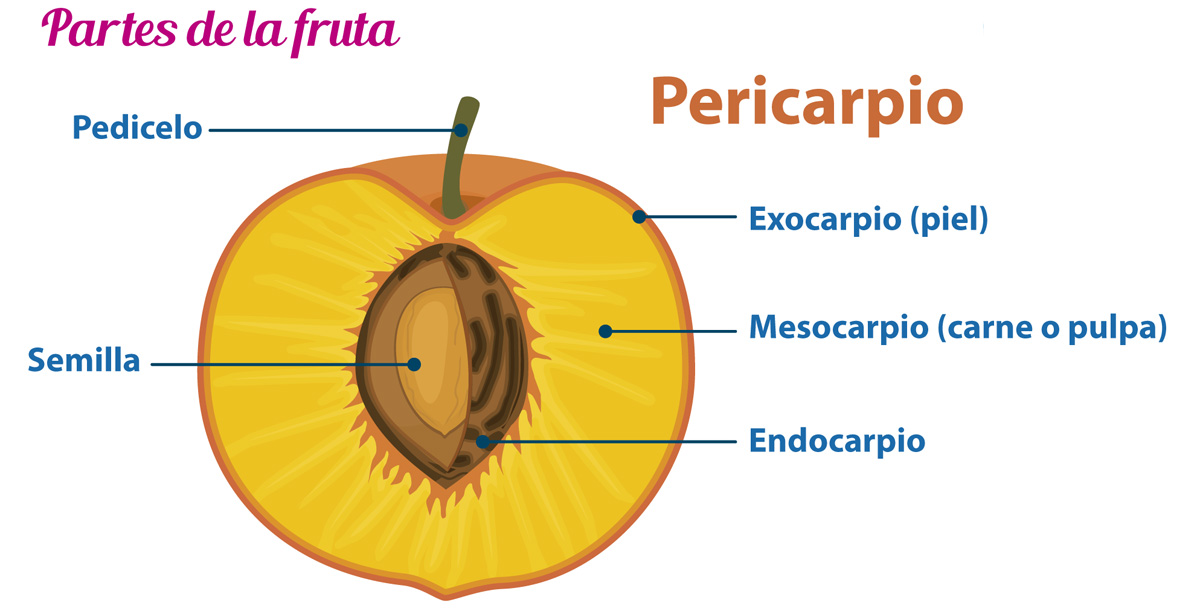 Partes de la fruta
Pericarpio
Pedicelo
Exocarpio (piel)
Mesocarpio (carne o pulpa)
Semilla
Endocarpio